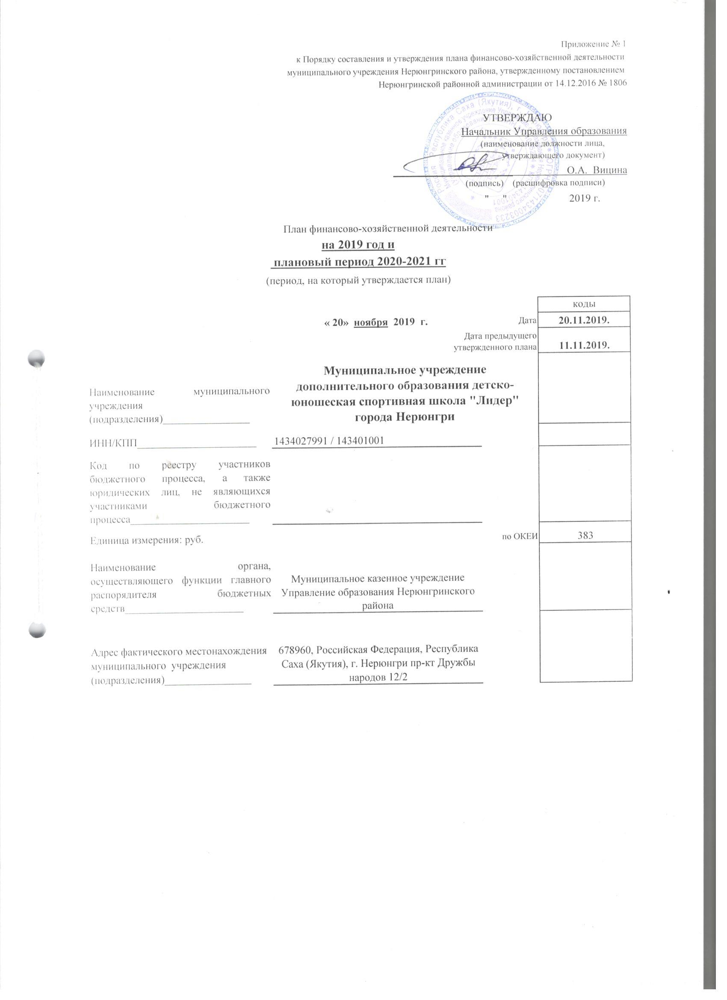 Приложение № 1
к Порядку составления и утверждения плана финансово-хозяйственной деятельности
муниципального учреждения Нерюнгринского района, утвержденному постановлением
Нерюнгринской районной администрации от 14.12.2016 № 1806
УТВЕРЖДАЮ
Начальник Управления образования
(наименование должности лица,
утверждающего документ)
О.А. Вицина
(подпись) (расшифровка подписи)
" " 2019 г.
План финансово-хозяйственной деятельности
на 2019 год и
плановый период 2020-2021 гг
(период, на который утверждается план)
коды
« 20» ноября 2019 г. Дата 20.11.2019.
Дата предыдущего
утвержденного плана 11.11.2019.
Муниципальное учреждение
дополнительного образования детско-
юношеская спортивная школа "Лидер"
города Нерюнгри
Наименование муниципального
учреждения
(подразделения)
ИНН/КПП 1434027991 / 143401001
Код по реестру участников
бюджетного процесса, а также
юридических лиц, не являющихся
участниками бюджетного
процесса
Единица измерения: руб. по ОКЕИ 383
Наименование органа,
осуществляющего функции главного
распорядителя бюджетных
средств
Муниципальное казенное учреждение
Управление образования Нерюнгринского
района
Адрес фактического местонахождения
муниципального учреждения
(подразделения)
678960, Российская Федерация, Республика
Саха (Якутия), г. Нерюнгри пр-кт Дружбы
народов 12/2